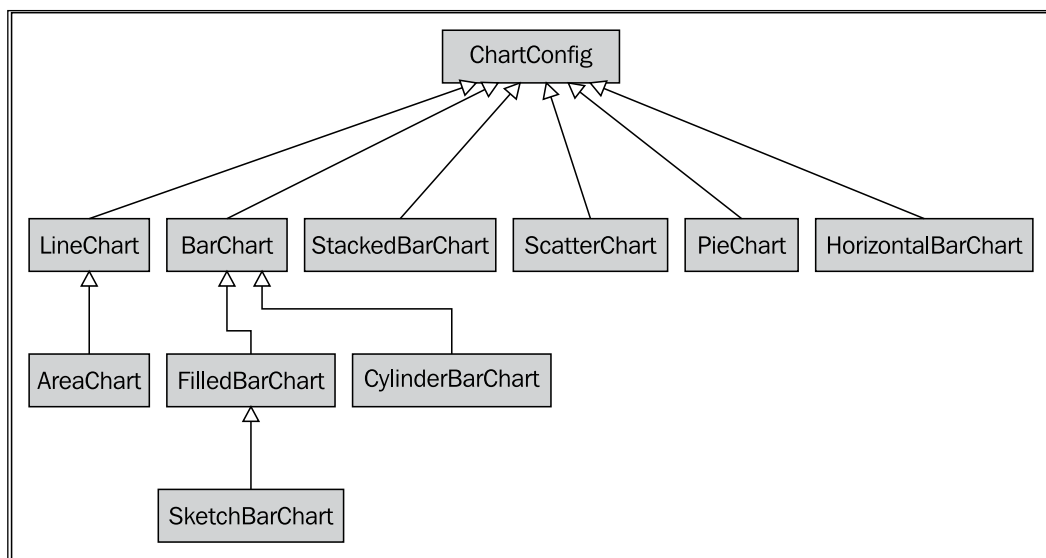 ChartConfig
LineChart
BarChart
StackedBarChart
ScatterChart
PieChart
HorizontalBarChart
AreaChart
FilledBarChart
CylinderBarChart
SketchBarChart